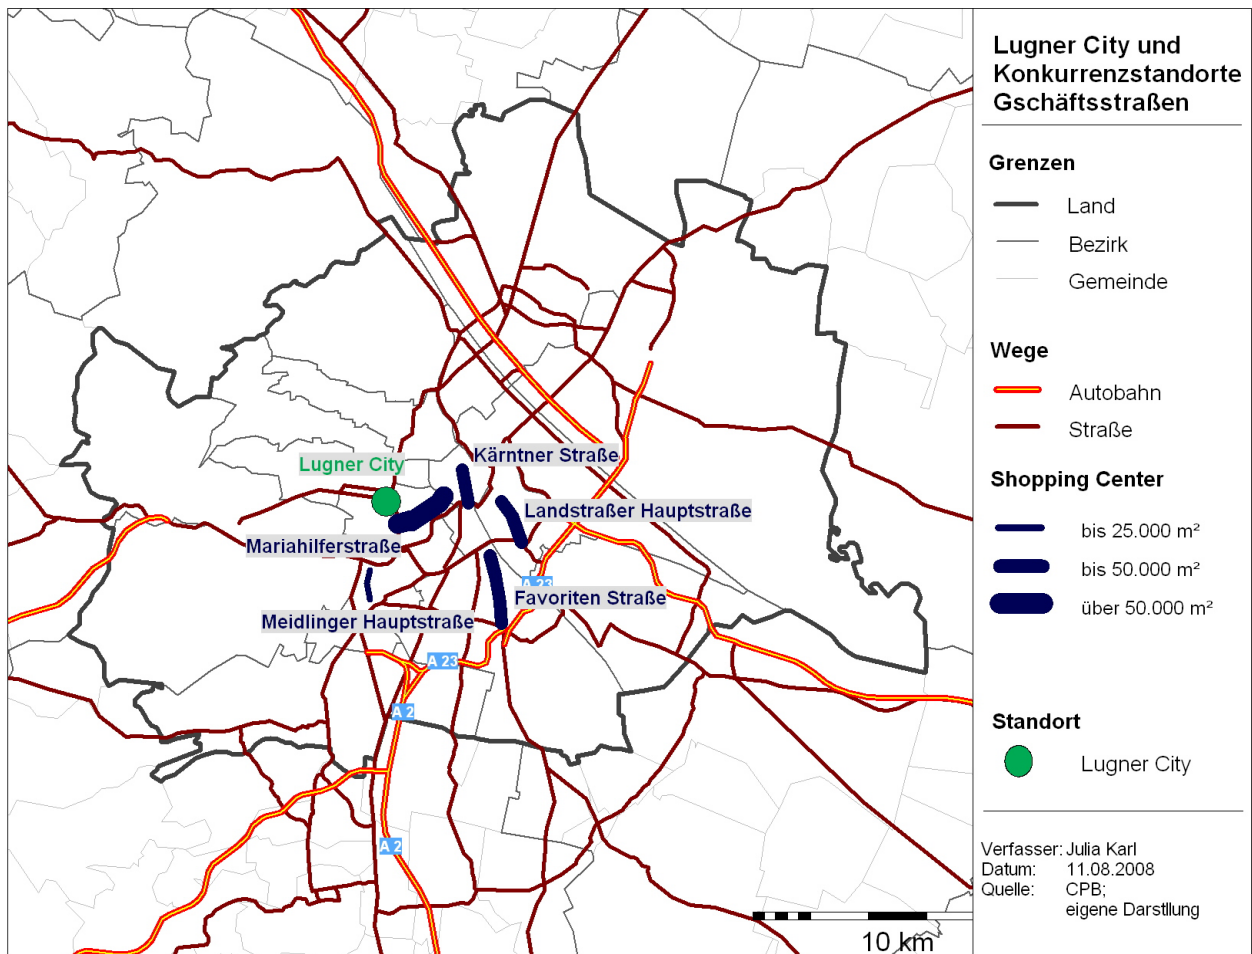 Lugner City und
Konkurrenzstandorte
Gschäftsstraßen
Grenzen
Land
Bezirk
Gemeinde
Wege
Autobahn
Straße
Shopping Center
bis 25.000 m²
bis 50.000 m²
über 50.000 m²
Standort
Lugner City
Verfasser: Julia Karl
Datum: 11.08.2008
Quelle: CPB;
eigene Darstllung
Kärntner Straße
Lugner City
Landstraßer Hauptstraße
Mariahilferstraße
A 23
Favoriten Straße
Meidlinger Hauptstraße
A 23
A 2
A 2
10 km